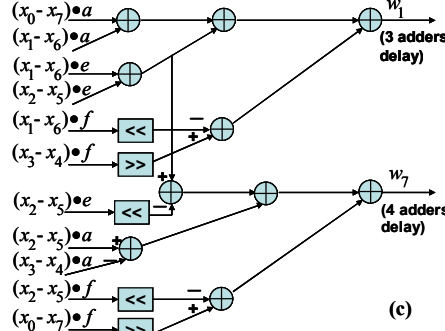 (x₀-x₇)•a
w₁
(x₁-x₆)•a
(3 adders delay)
(x₁-x₆)•e
(x₂-x₅)•e
(x₁-x₆)•f
<<
−
+
(x₃-x₄)•f
>>
+
w₇
(x₂-x₅)•e
<<
−
(4 adders delay)
(x₂-x₅)•a
+
(x₃-x₄)•a
−
(x₂-x₅)•f
<<
−
(c)
(x₀-x₇)•f
>>
+